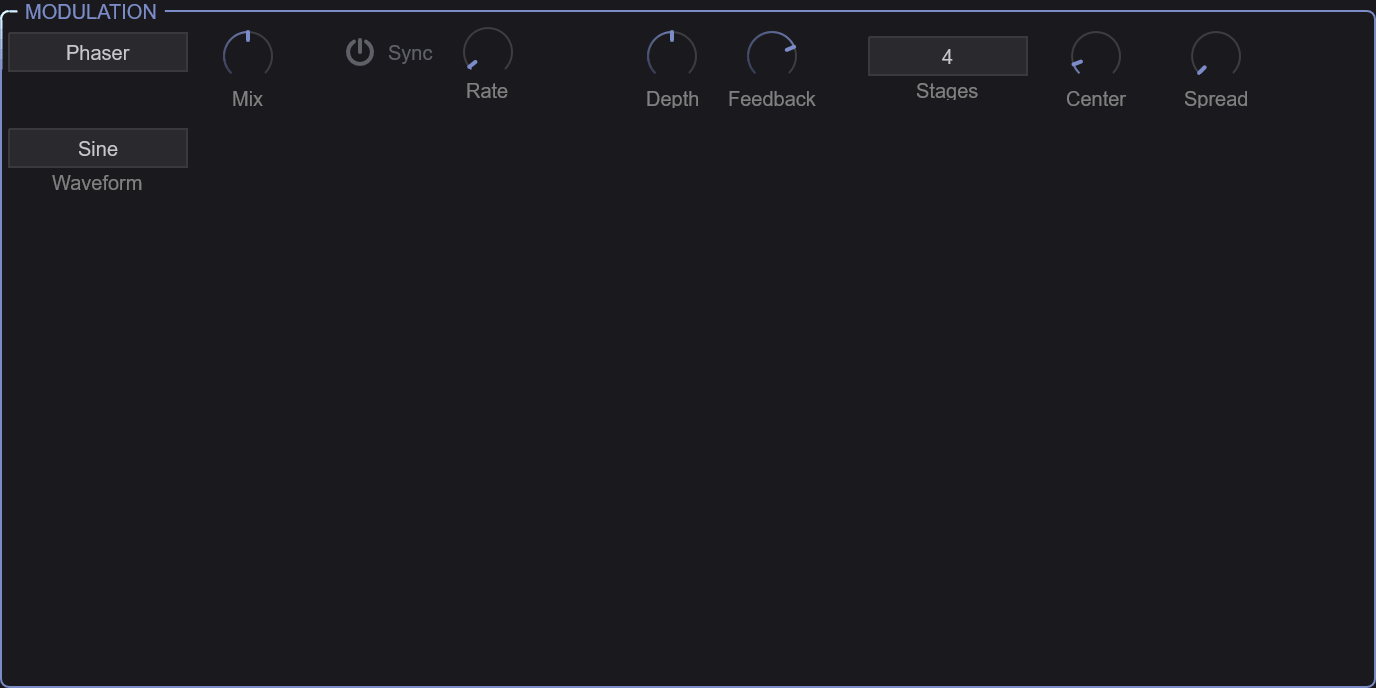 MODULATION
Phaser
Mix
Sync
Rate
Depth
Feedback
4
Stages
Center
Spread
Sine
Waveform